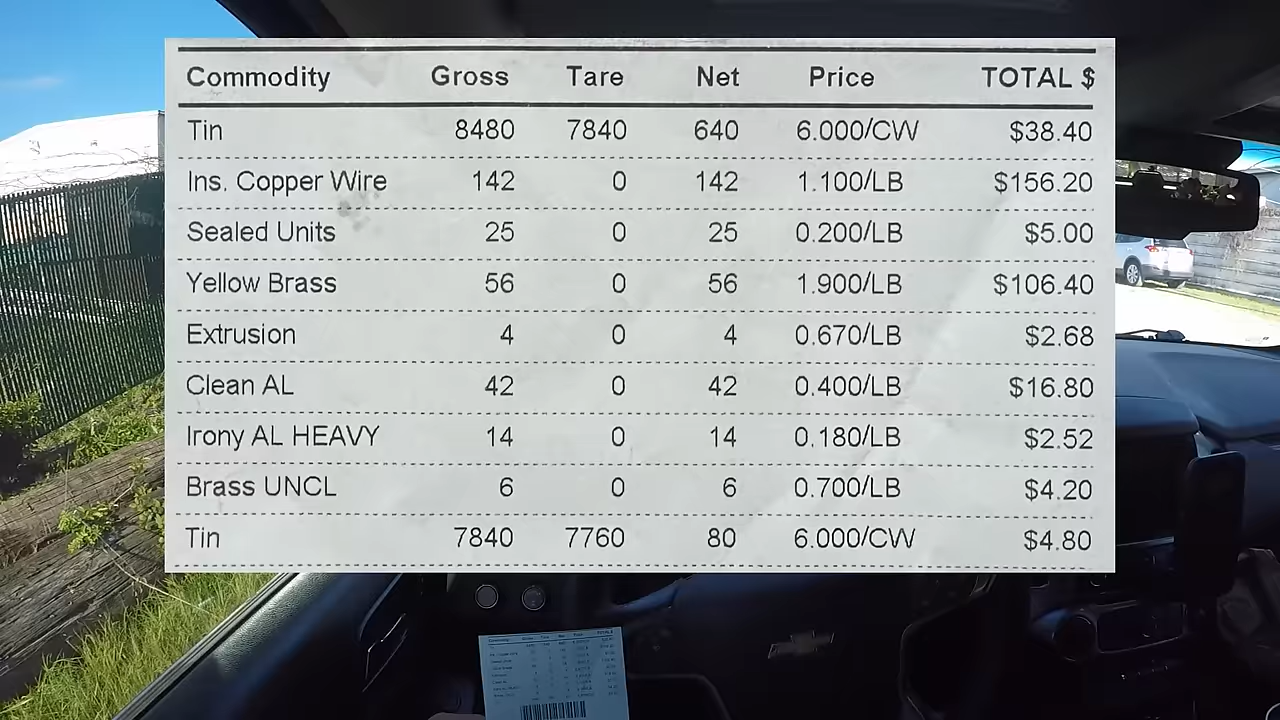 Commodity Gross Tare Net Price TOTAL $
Tin 8480 7840 640 6.000/CW $38.40
Ins. Copper Wire 142 0 142 1.100/LB $156.20
Sealed Units 25 0 25 0.200/LB $5.00
Yellow Brass 56 0 56 1.900/LB $106.40
Extrusion 4 0 4 0.670/LB $2.68
Clean AL 42 0 42 0.400/LB $16.80
Irony AL HEAVY 14 0 14 0.180/LB $2.52
Brass UNCL 6 0 6 0.700/LB $4.20
Tin 7840 7760 80 6.000/CW $4.80